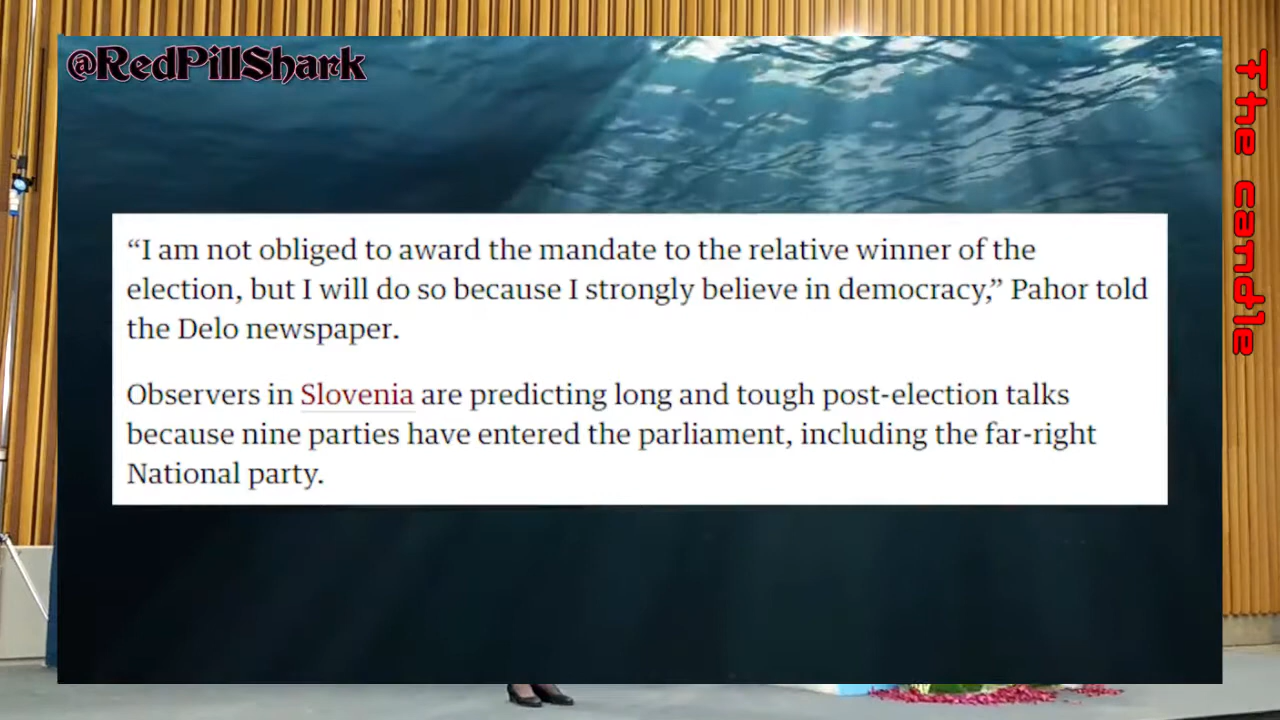 @RedPillShark
The candle
“I am not obliged to award the mandate to the relative winner of the
election, but I will do so because I strongly believe in democracy,” Pahor told
the Delo newspaper.
Observers in Slovenia are predicting long and tough post-election talks
because nine parties have entered the parliament, including the far-right
National party.